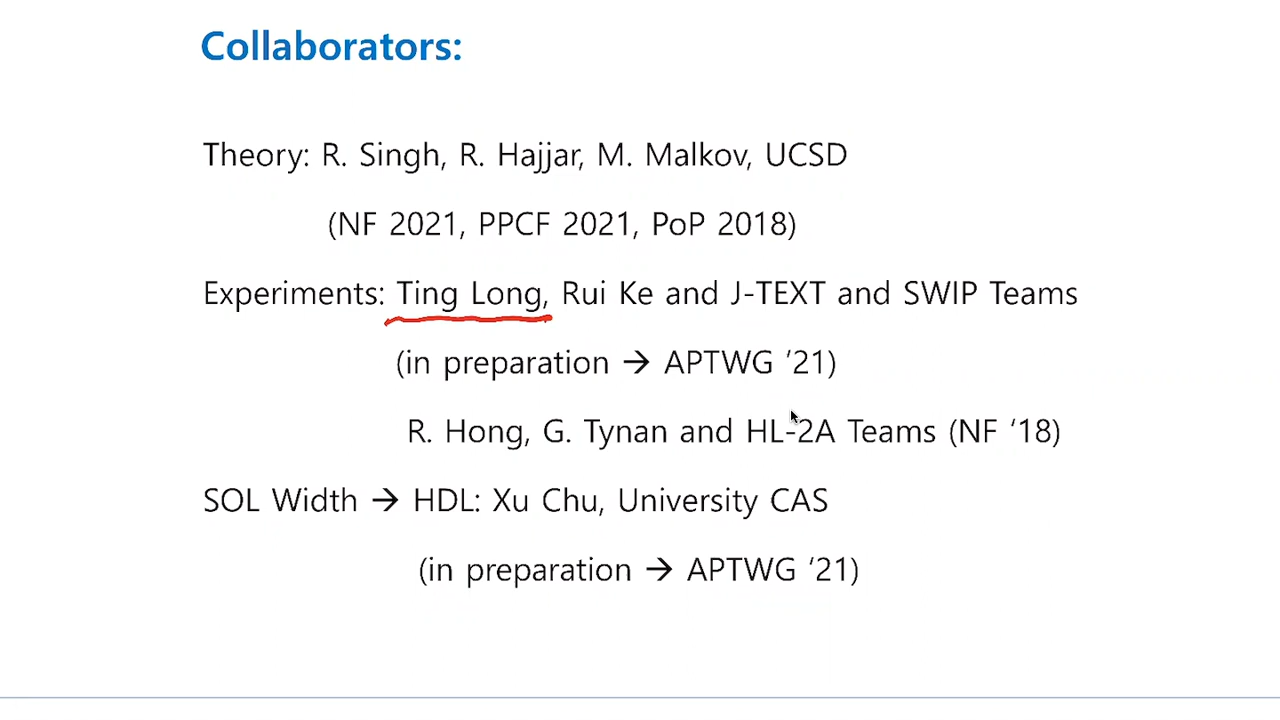 Collaborators:
Theory: R. Singh, R. Hajjar, M. Malkov, UCSD
(NF 2021, PPCF 2021, PoP 2018)
Experiments: Ting Long, Rui Ke and J-TEXT and SWIP Teams
(in preparation → APTWG ’21)
R. Hong, G. Tynan and HL-2A Teams (NF ‘18)
SOL Width → HDL: Xu Chu, University CAS
(in preparation → APTWG ’21)